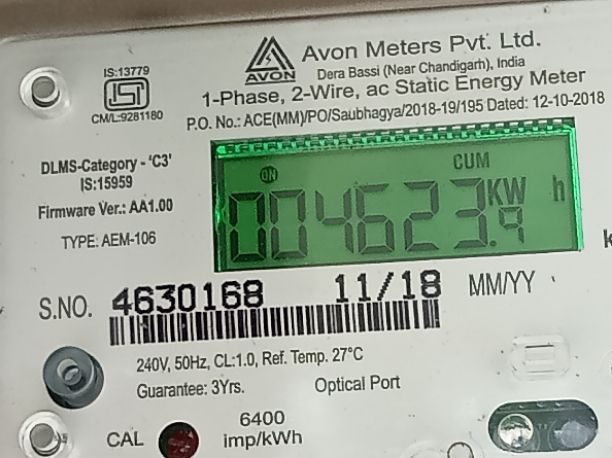 Avon Meters Pvt. Ltd.
AVON
Dera Bassi (Near Chandigarh), India
IS:13779
ISI
CM/L:9281180
1-Phase, 2-Wire, ac Static Energy Meter
P.O. No.: ACE(MM)/PO/Saubhagya/2018-19/195 Dated: 12-10-2018
DLMS-Category - 'C3'
IS:15959
Firmware Ver.: AA1.00
TYPE: AEM-106
ON
CUM
004623.9 KW h
k
S.NO. 4630168 11/18 MM/YY
240V, 50Hz, CL:1.0, Ref. Temp. 27°C
Guarantee: 3Yrs. Optical Port
CAL 6400
imp/kWh